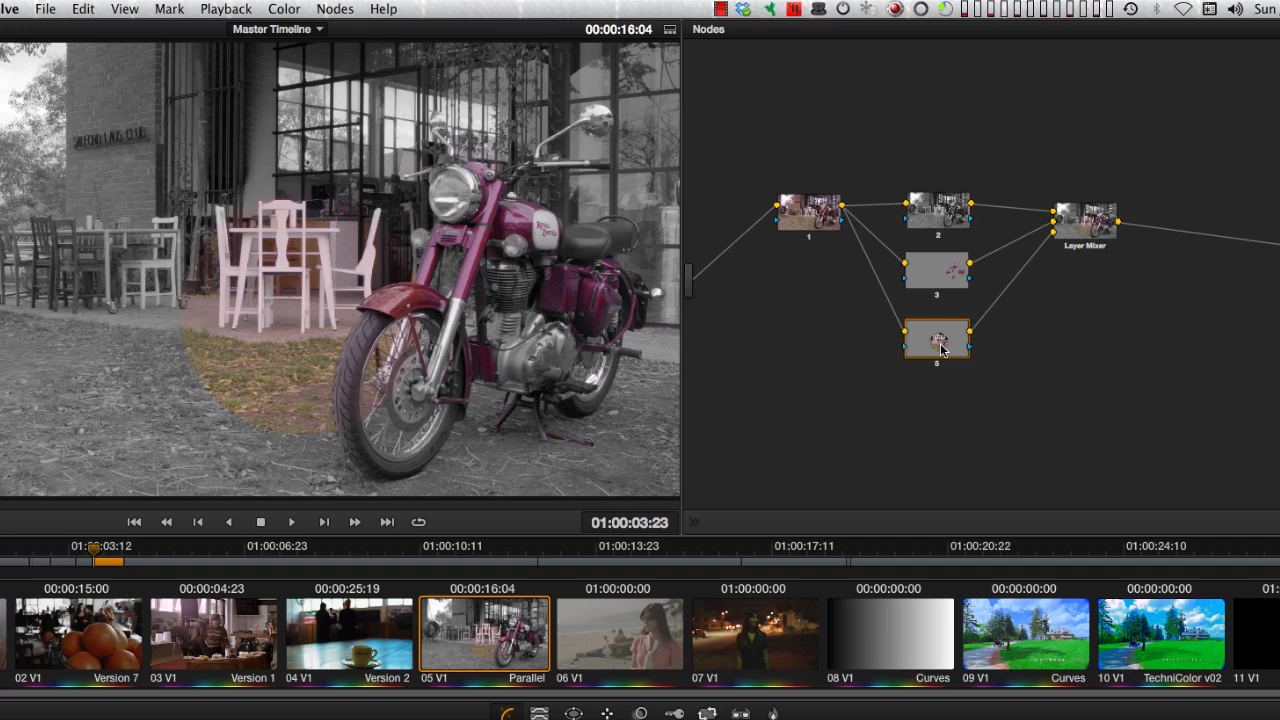 lve File Edit View Mark Playback Color Nodes Help Sun
Master Timeline 00:00:16:04 Nodes
ROYAL ENFIELD
1
2
3
5
Layer Mixer
01:00:03:23
01:00:03:12 01:00:06:23 01:00:10:11 01:00:13:23 01:00:17:11 01:00:20:22 01:00:24:10
00:00:15:00 00:00:04:23 00:00:25:19 00:00:16:04 01:00:00:00 01:00:00:00 00:00:00:00 00:00:00:00 00:00:00:00 01:
02 V1 Version 7 03 V1 Version 1 04 V1 Version 2 05 V1 Parallel 06 V1 07 V1 08 V1 Curves 09 V1 Curves 10 V1 TechniColor v02 11 V1